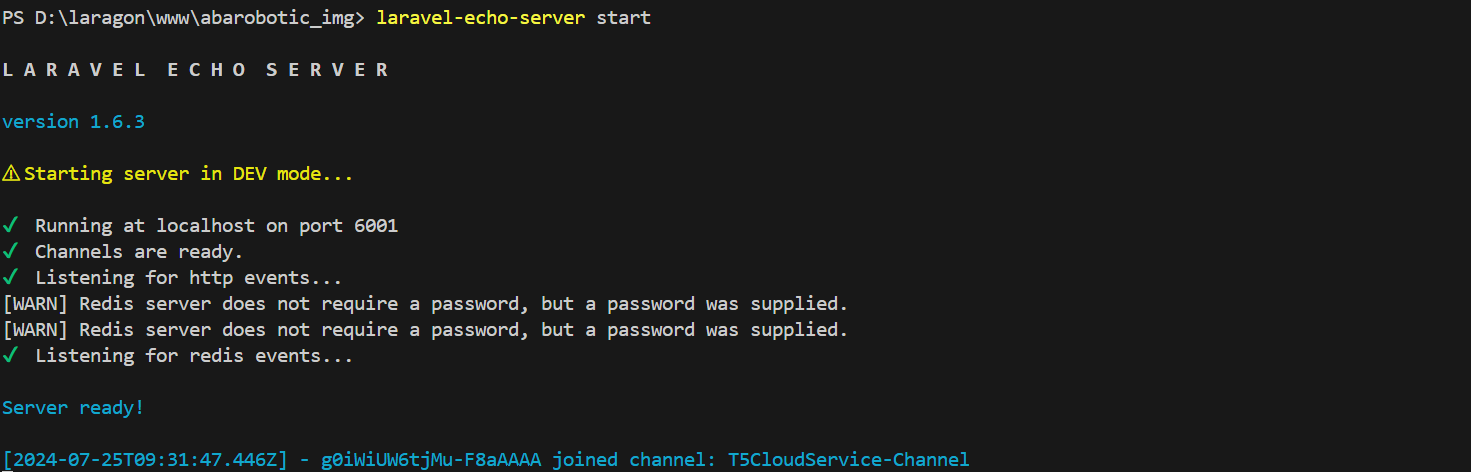 PS D:\laragon\www\abarobotic_img> laravel-echo-server start
L A R A V E L  E C H O  S E R V E R
version 1.6.3
⚠ Starting server in DEV mode...
✔  Running at localhost on port 6001
✔  Channels are ready.
✔  Listening for http events...
[WARN] Redis server does not require a password, but a password was supplied.
[WARN] Redis server does not require a password, but a password was supplied.
✔  Listening for redis events...
Server ready!
[2024-07-25T09:31:47.446Z] - g0iWiUW6tjMu-F8aAAAA joined channel: T5CloudService-Channel